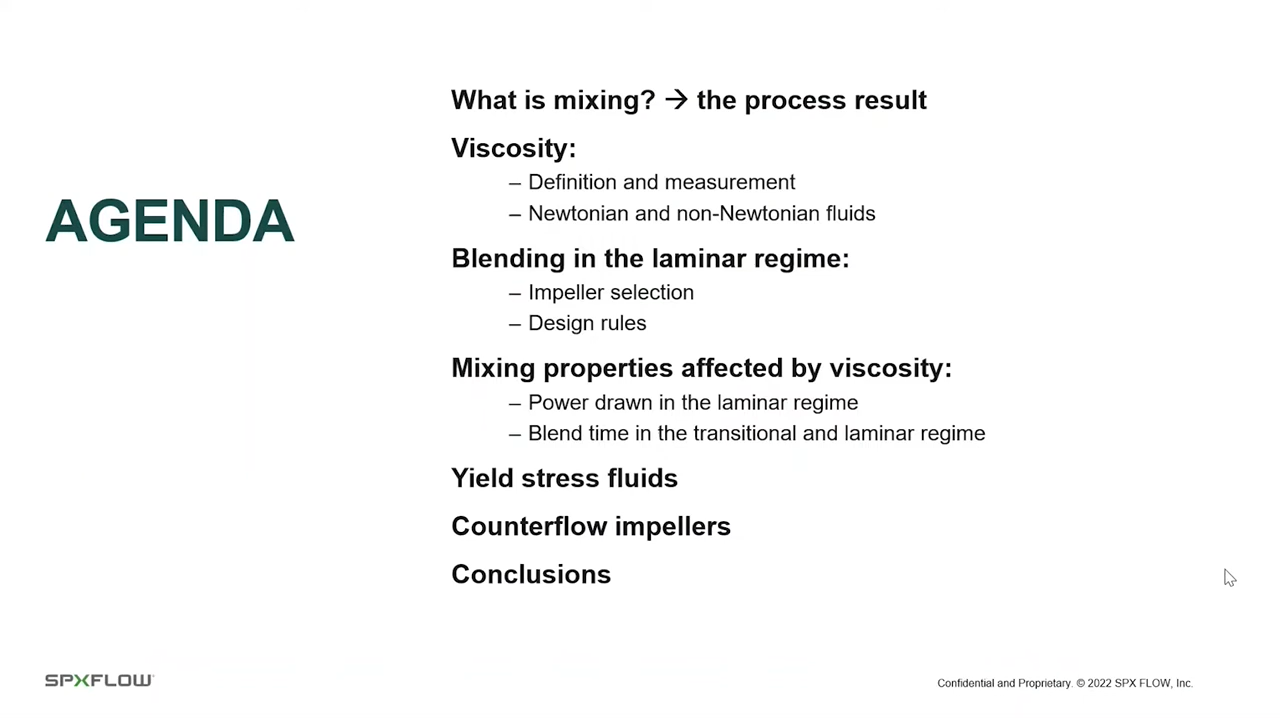 AGENDA
What is mixing? → the process result
Viscosity:
– Definition and measurement
– Newtonian and non-Newtonian fluids
Blending in the laminar regime:
– Impeller selection
– Design rules
Mixing properties affected by viscosity:
– Power drawn in the laminar regime
– Blend time in the transitional and laminar regime
Yield stress fluids
Counterflow impellers
Conclusions
SPXFLOW
Confidential and Proprietary. © 2022 SPX FLOW, Inc.